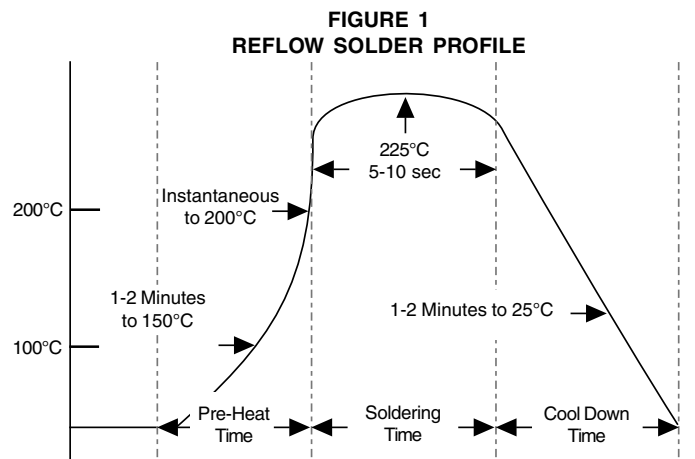 FIGURE 1
REFLOW SOLDER PROFILE
225°C
5-10 sec
Instantaneous
to 200°C
200°C
1-2 Minutes
to 150°C
1-2 Minutes to 25°C
100°C
Pre-Heat
Time
Soldering
Time
Cool Down
Time